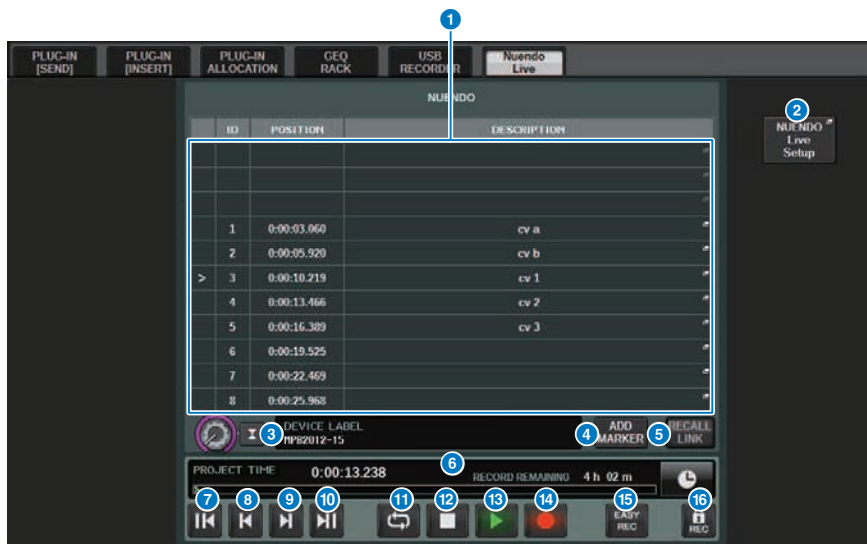 1
PLUG-IN [SEND]
PLUG-IN [INSERT]
PLUG-IN ALLOCATION
GEQ RACK
USB RECORDER
Nuendo Live
NUENDO
2
NUENDO Live Setup
ID POSITION DESCRIPTION
1 0:00:03.060 cv a
2 0:00:05.920 cv b
> 3 0:00:10.219 cv 1
4 0:00:13.466 cv 2
5 0:00:16.389 cv 3
6 0:00:19.525
7 0:00:22.469
8 0:00:25.968
3
DEVICE LABEL
MPB2012-15
4
ADD MARKER
5
RECALL LINK
PROJECT TIME 0:00:13.238
6
RECORD REMAINING 4 h 02 m
7 8 9 10 11 12 13 14 15 16
EASY REC
REC